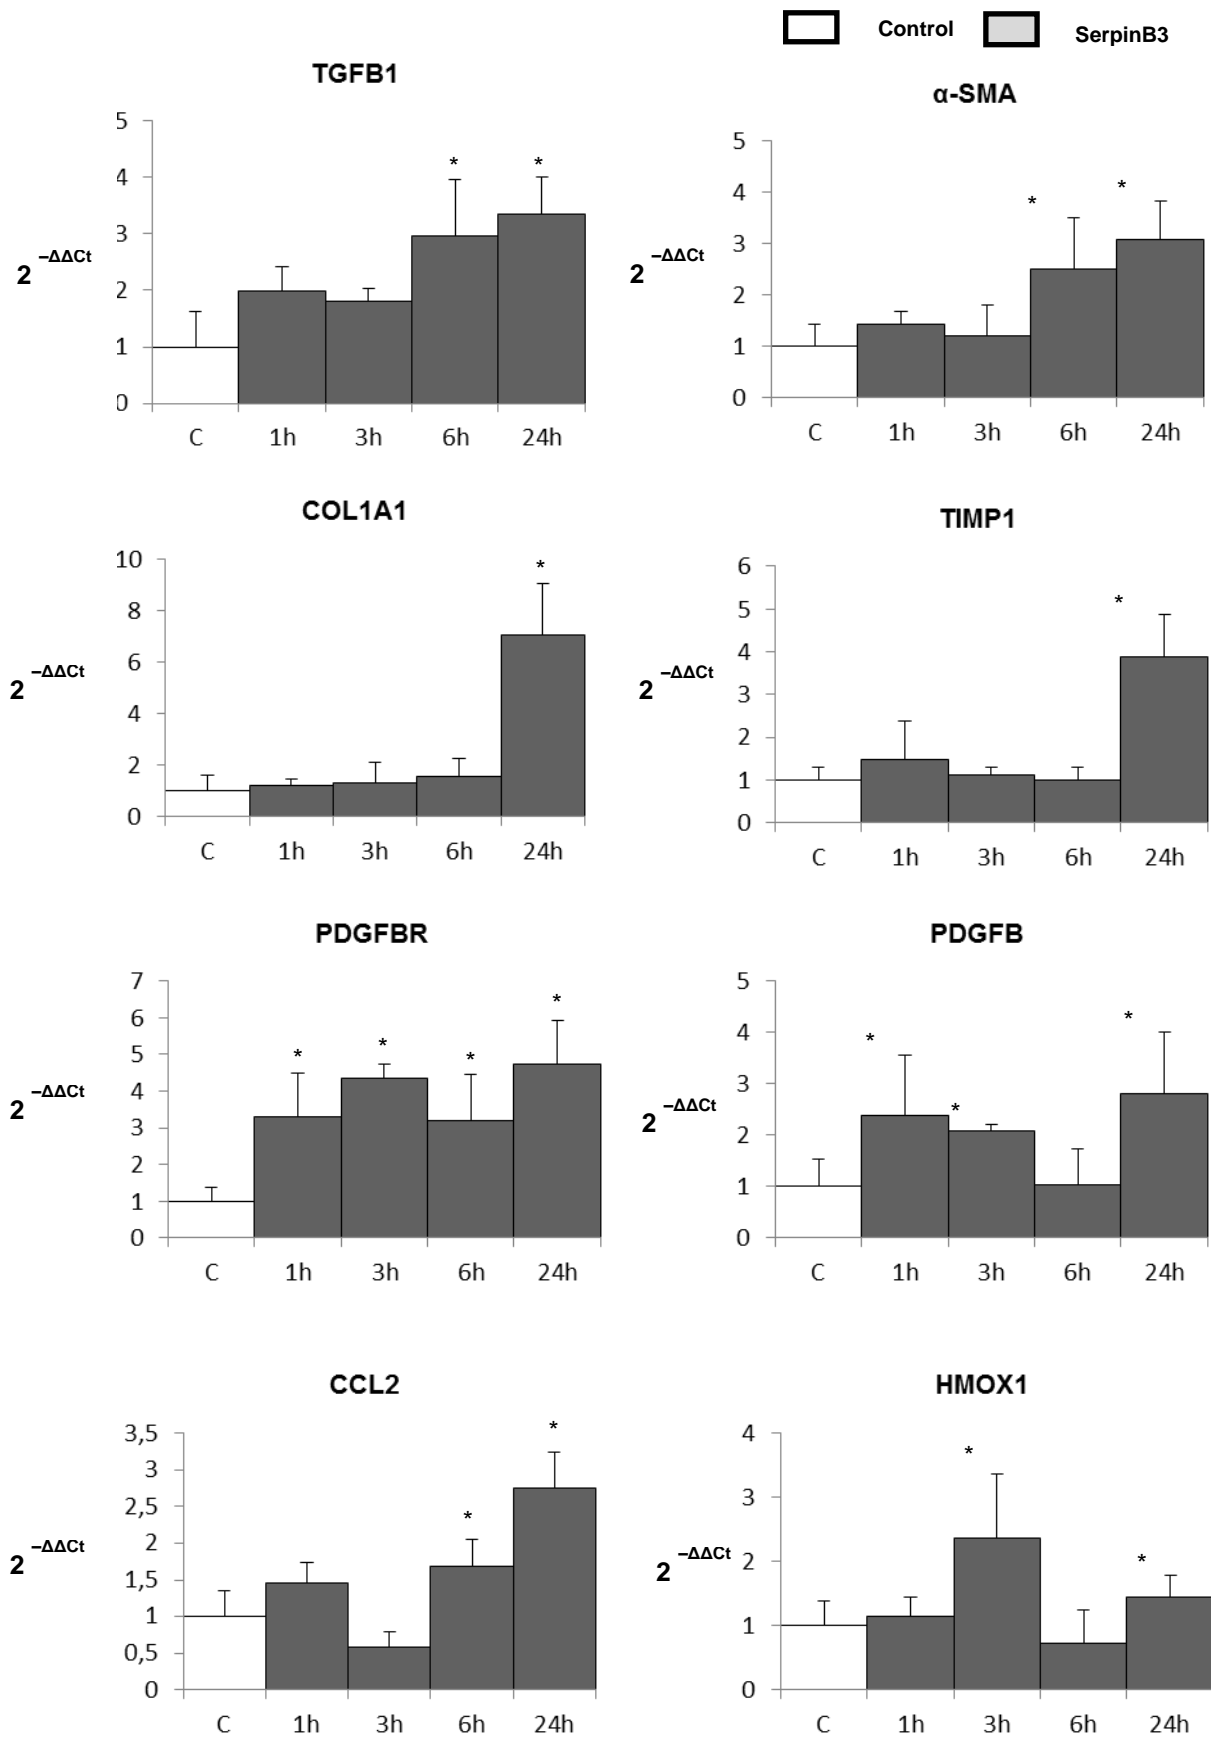 Control SerpinB3
TGFB1
5
4
3
2
1
0
2 –ΔΔCt
C 1h 3h 6h 24h
* *
α-SMA
5
4
3
2
1
0
2 –ΔΔCt
C 1h 3h 6h 24h
* *
COL1A1
10
8
6
4
2
0
2 –ΔΔCt
C 1h 3h 6h 24h
*
TIMP1
6
5
4
3
2
1
0
2 –ΔΔCt
C 1h 3h 6h 24h
*
PDGFBR
7
6
5
4
3
2
1
0
2 –ΔΔCt
C 1h 3h 6h 24h
* * * *
PDGFB
5
4
3
2
1
0
2 –ΔΔCt
C 1h 3h 6h 24h
* * *
CCL2
3,5
3
2,5
2
1,5
1
0,5
0
2 –ΔΔCt
C 1h 3h 6h 24h
* *
HMOX1
4
3
2
1
0
2 –ΔΔCt
C 1h 3h 6h 24h
* *